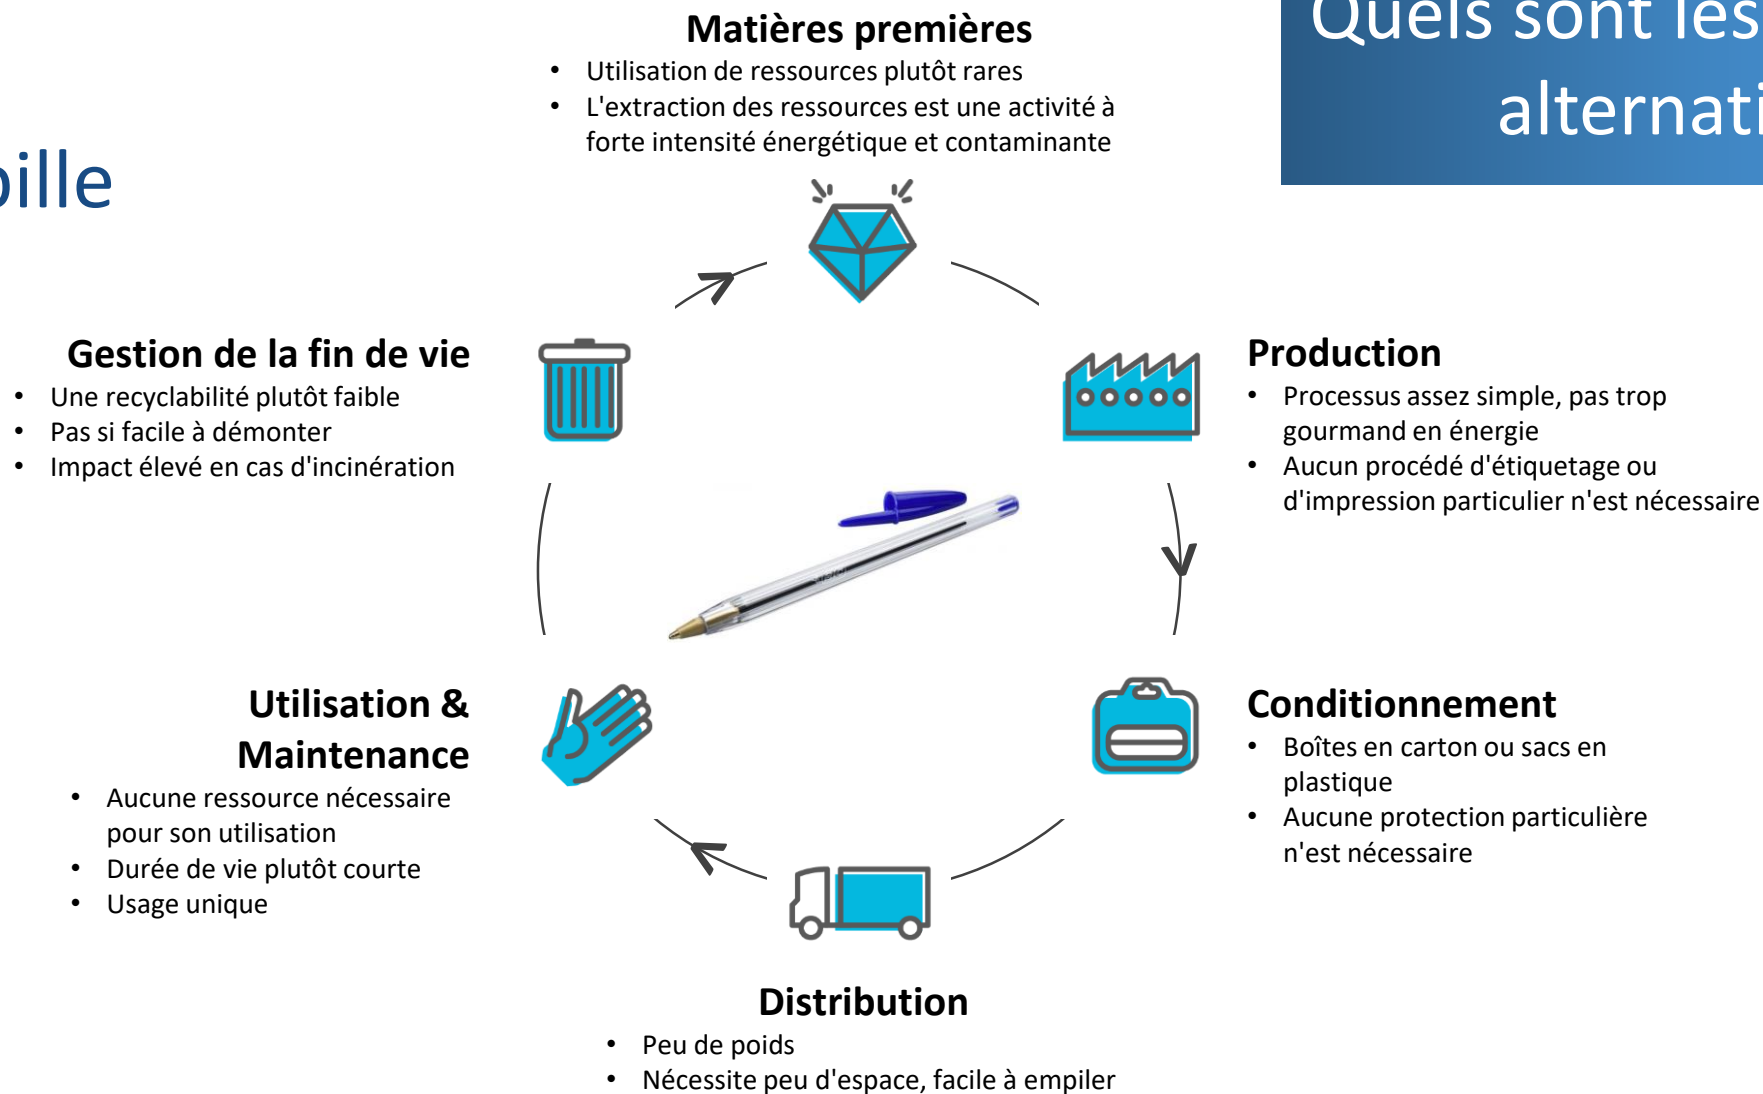 Matières premières
• Utilisation de ressources plutôt rares
• L'extraction des ressources est une activité à
forte intensité énergétique et contaminante
Quels sont les
alternati
bille
Gestion de la fin de vie
• Une recyclabilité plutôt faible
• Pas si facile à démonter
• Impact élevé en cas d'incinération
Production
• Processus assez simple, pas trop
gourmand en énergie
• Aucun procédé d'étiquetage ou
d'impression particulier n'est nécessaire
Utilisation &
Maintenance
• Aucune ressource nécessaire
pour son utilisation
• Durée de vie plutôt courte
• Usage unique
Conditionnement
• Boîtes en carton ou sacs en
plastique
• Aucune protection particulière
n'est nécessaire
Distribution
• Peu de poids
• Nécessite peu d'espace, facile à empiler